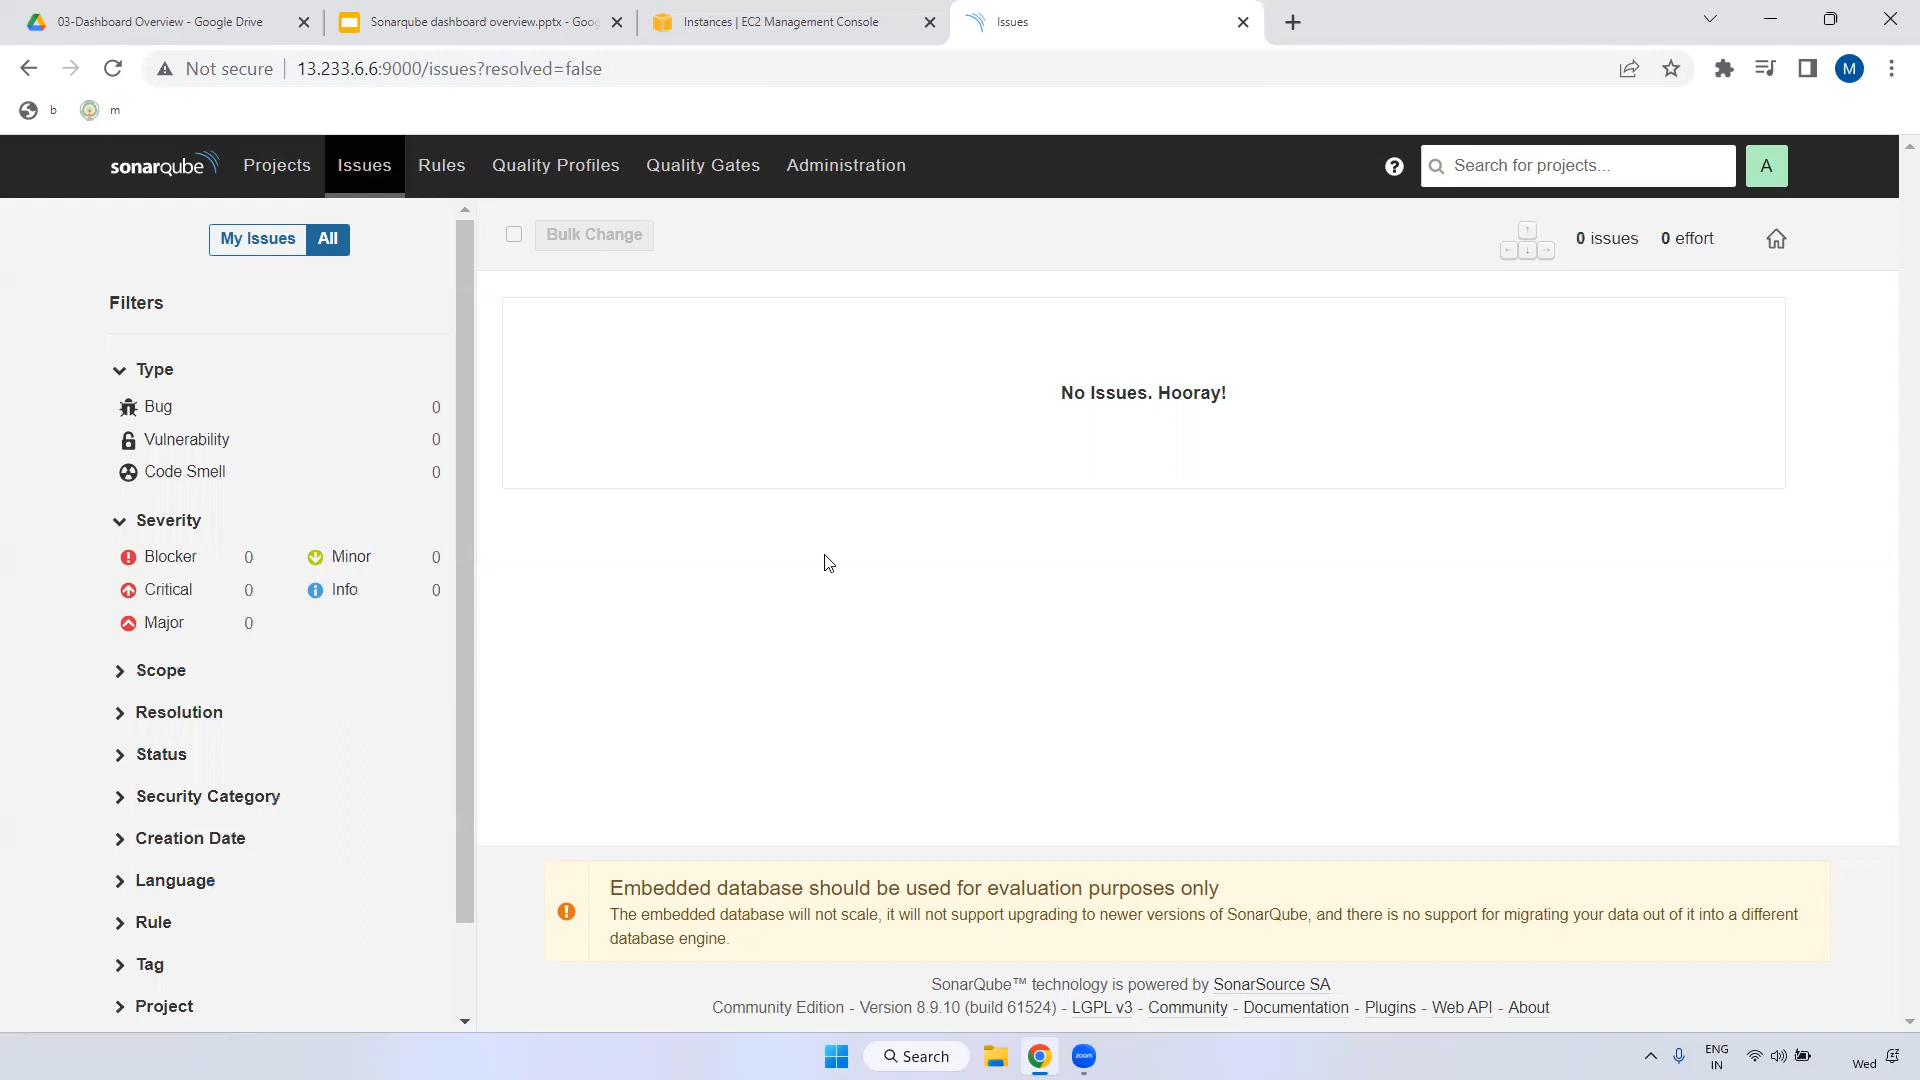 03-Dashboard Overview - Google Drive
Sonarqube dashboard overview.pptx - Goog
Instances | EC2 Management Console
Issues
Not secure
13.233.6.6:9000/issues?resolved=false
M
b
m
sonarqube
Projects
Issues
Rules
Quality Profiles
Quality Gates
Administration
?
Search for projects...
A
My Issues
All
Bulk Change
0 issues
0 effort
Filters
No Issues. Hooray!
Type
Bug 0
Vulnerability 0
Code Smell 0
Severity
Blocker 0
Minor 0
Critical 0
Info 0
Major 0
Scope
Resolution
Status
Security Category
Creation Date
Language
Rule
Tag
Project
Embedded database should be used for evaluation purposes only
The embedded database will not scale, it will not support upgrading to newer versions of SonarQube, and there is no support for migrating your data out of it into a different
database engine.
SonarQube™ technology is powered by SonarSource SA
Community Edition - Version 8.9.10 (build 61524) - LGPL v3 - Community - Documentation - Plugins - Web API - About
Search
zoom
ENG
IN
Wed